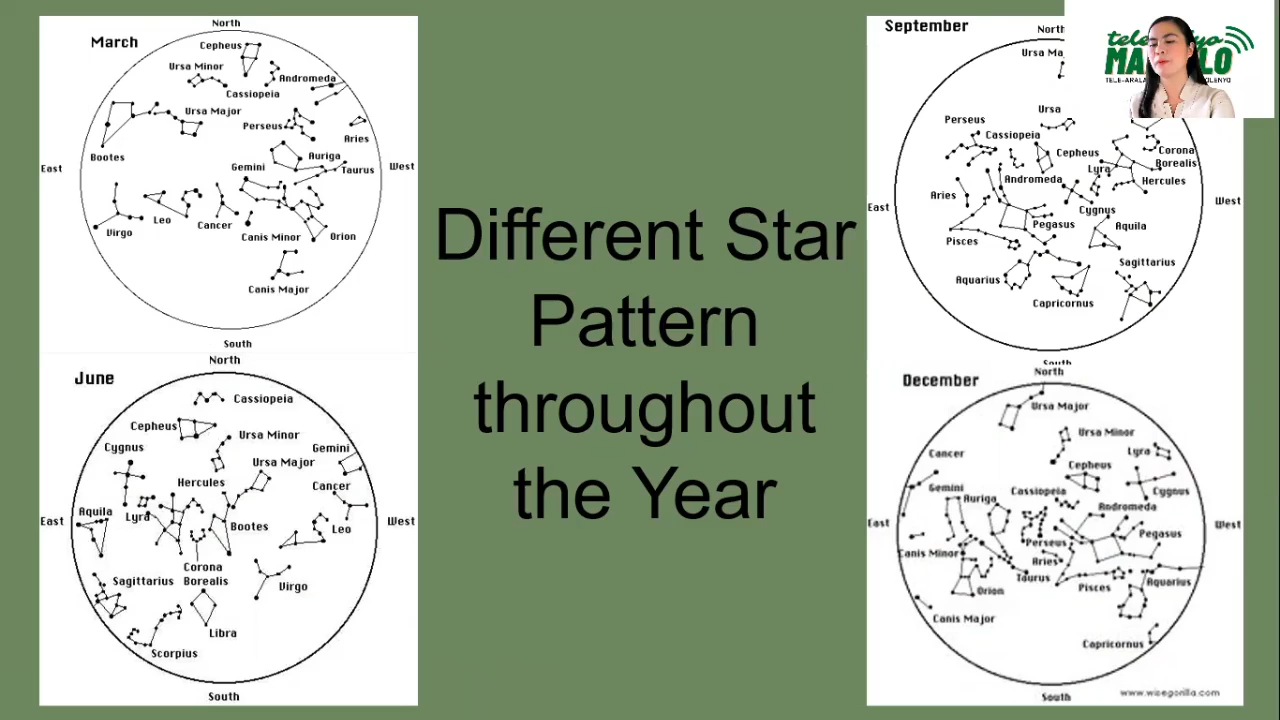 March
North
Cepheus
Ursa Minor
Andromeda
Cassiopeia
Ursa Major
Perseus
Aries
Bootes
Auriga
East
Gemini
Taurus
West
Leo
Cancer
Virgo
Canis Minor
Orion
Canis Major
South
June
North
Cassiopeia
Cepheus
Cygnus
Ursa Minor
Gemini
Ursa Major
Hercules
Cancer
Aquila
Lyra
East
Bootes
Leo
West
Corona
Borealis
Sagittarius
Virgo
Libra
Scorpius
South
Different Star
Pattern
throughout
the Year
September
Ursa
Perseus
Cassiopeia
Cepheus
Corona
Borealis
Lyra
Andromeda
Hercules
Aries
East
West
Cygnus
Pegasus
Aquila
Pisces
Sagittarius
Aquarius
Capricornus
South
December
North
Ursa Major
Ursa Minor
Cancer
Lyra
Cepheus
Gemini
Auriga
Cassiopeia
Cygnus
Andromeda
East
West
Pegasus
Perseus
Canis Minor
Aries
Taurus
Pisces
Aquarius
Orion
Canis Major
Capricornus
www.wisegorilla.com
South